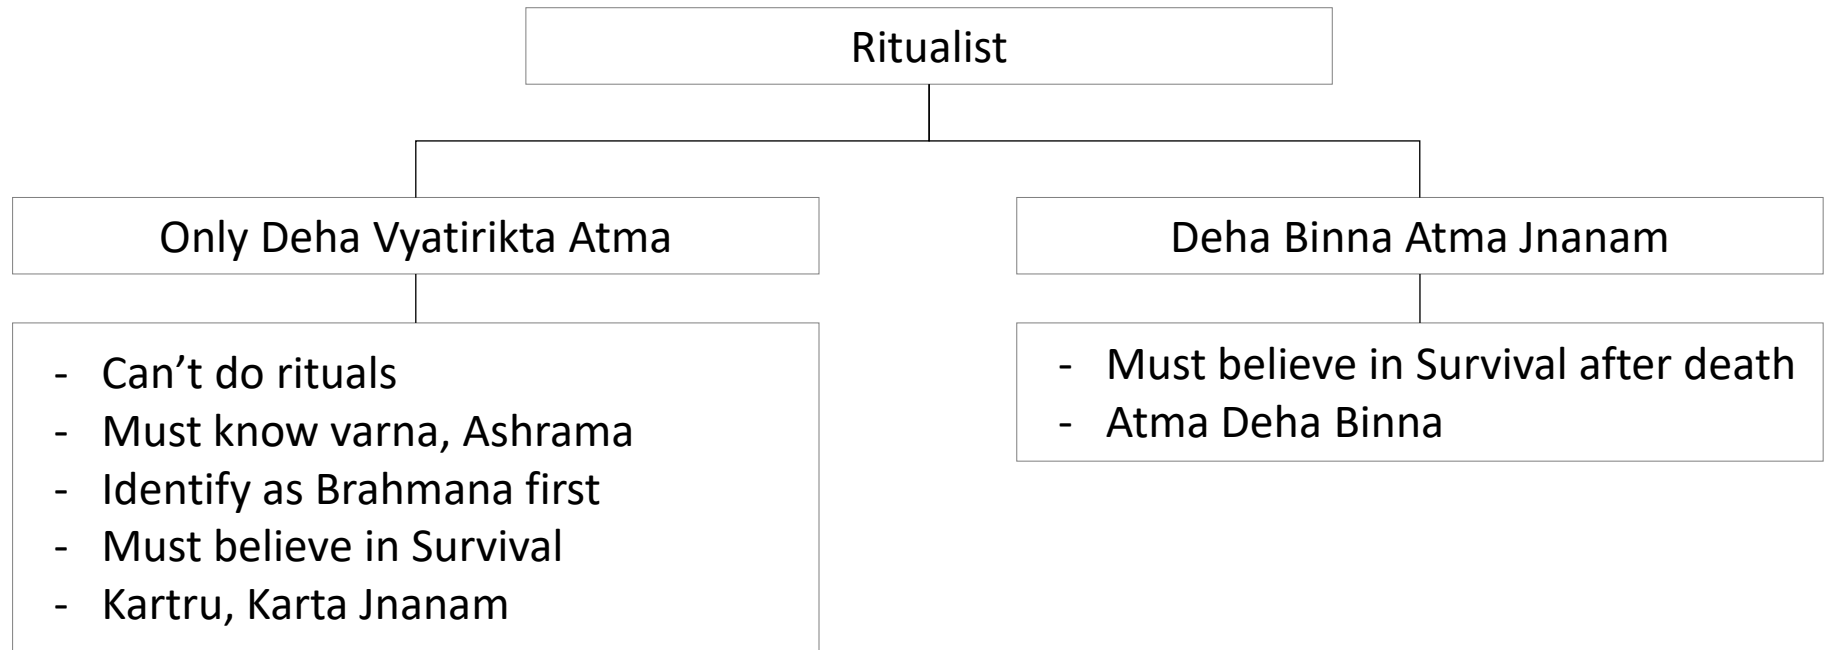 Ritualist
Only Deha Vyatirikta Atma
Deha Binna Atma Jnanam
- Can’t do rituals
- Must know varna, Ashrama
- Identify as Brahmana first
- Must believe in Survival
- Kartru, Karta Jnanam
- Must believe in Survival after death
- Atma Deha Binna